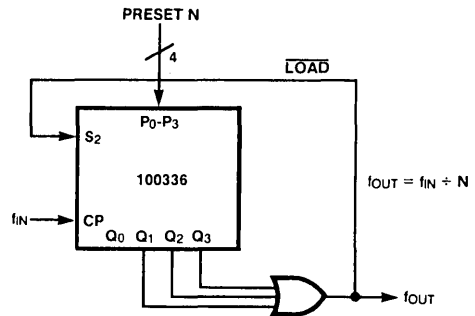 PRESET N
4
LOAD
P0-P3
S2
100336
fOUT = fIN ÷ N
fIN
CP
Q0 Q1 Q2 Q3
fOUT